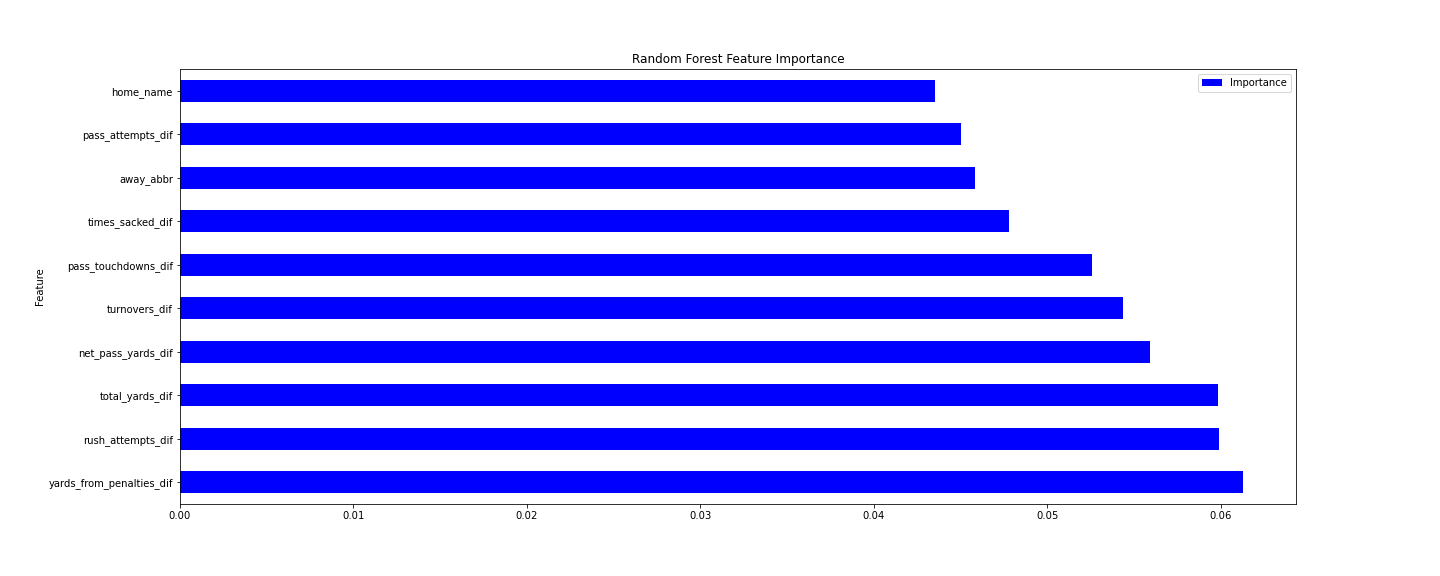 Random Forest Feature Importance
Importance
home_name
pass_attempts_dif
away_abbr
times_sacked_dif
pass_touchdowns_dif
turnovers_dif
net_pass_yards_dif
total_yards_dif
rush_attempts_dif
yards_from_penalties_dif
Feature
0.00 0.01 0.02 0.03 0.04 0.05 0.06